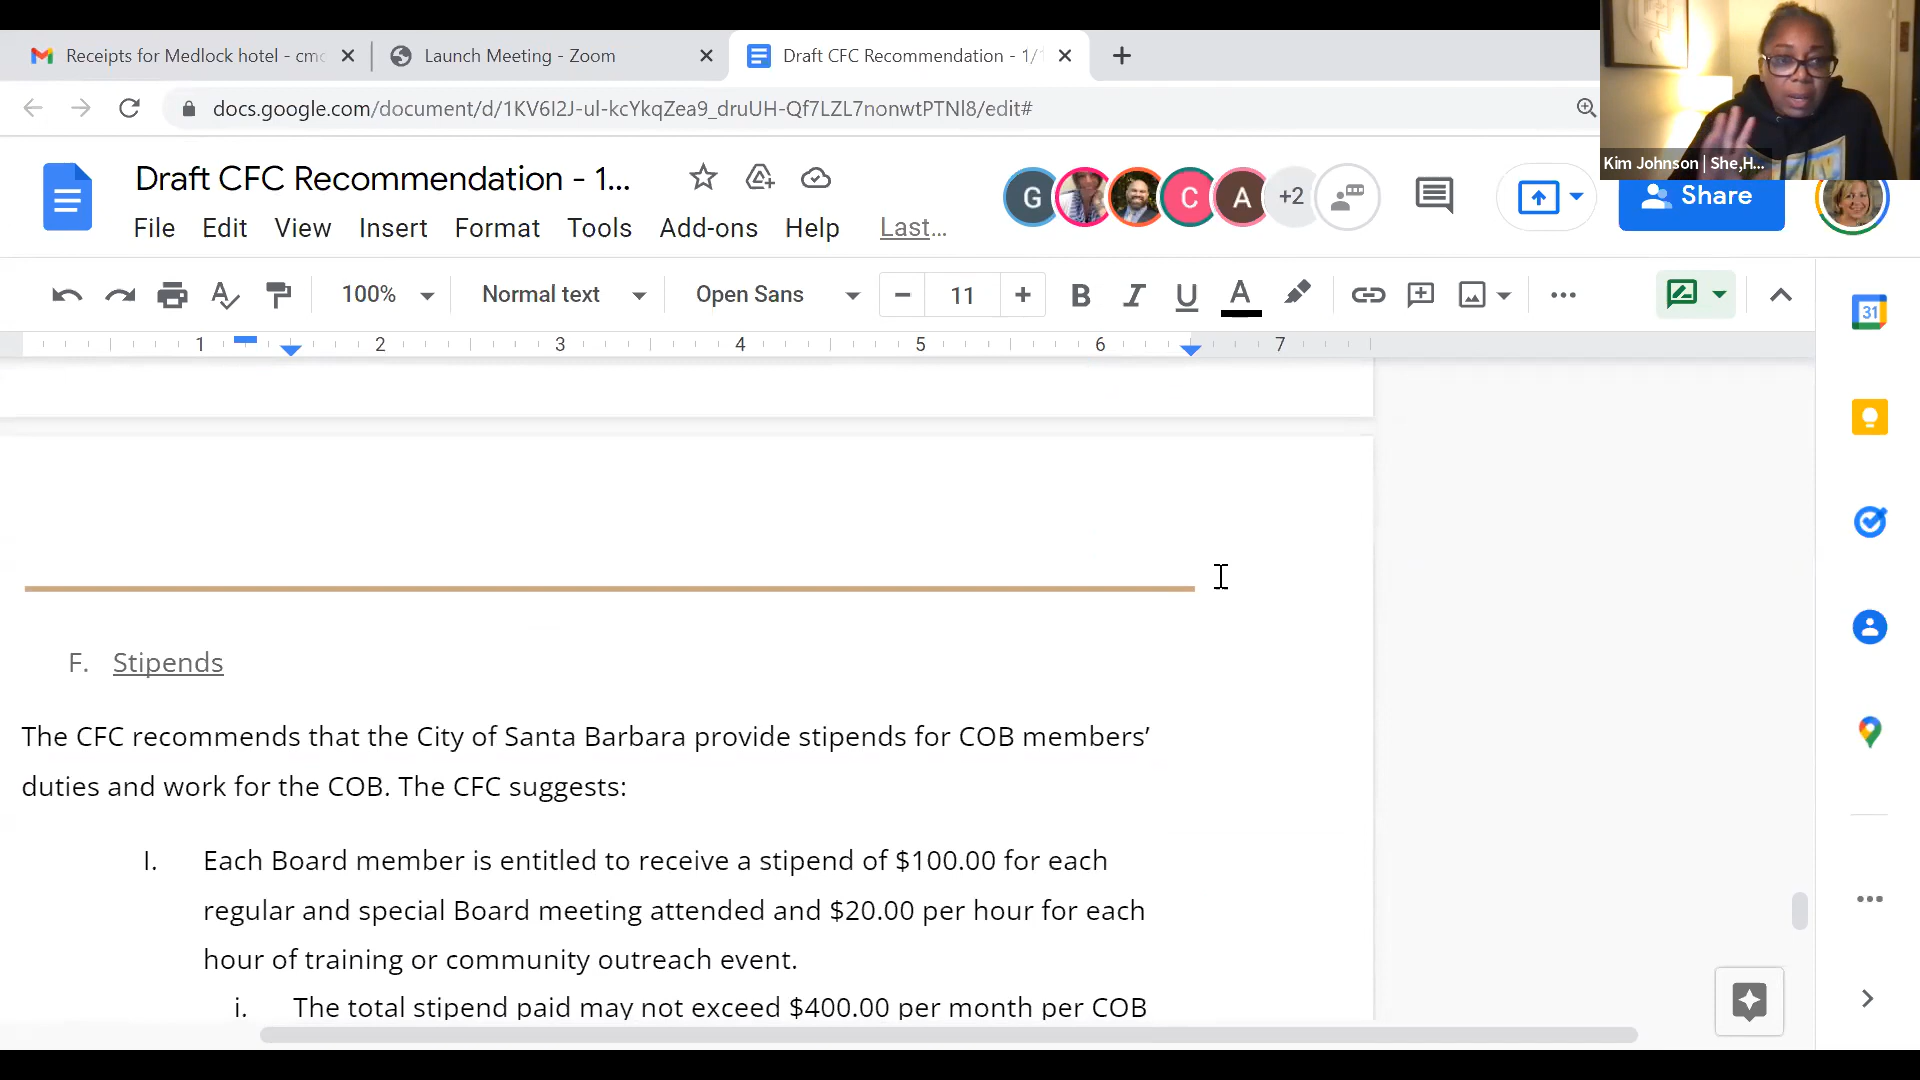 Receipts for Medlock hotel - cmc
Launch Meeting - Zoom
Draft CFC Recommendation - 1/1
docs.google.com/document/d/1KV6I2J-ul-kcYkqZea9_druUH-Qf7LZL7nonwtPTNl8/edit#
Kim Johnson | She,H...
Draft CFC Recommendation - 1...
G
C
A
+2
Share
File Edit View Insert Format Tools Add-ons Help Last...
100% Normal text Open Sans 11 B I U A
31
1 2 3 4 5 6 7
F. Stipends
The CFC recommends that the City of Santa Barbara provide stipends for COB members’
duties and work for the COB. The CFC suggests:
I. Each Board member is entitled to receive a stipend of $100.00 for each
regular and special Board meeting attended and $20.00 per hour for each
hour of training or community outreach event.
i. The total stipend paid may not exceed $400.00 per month per COB